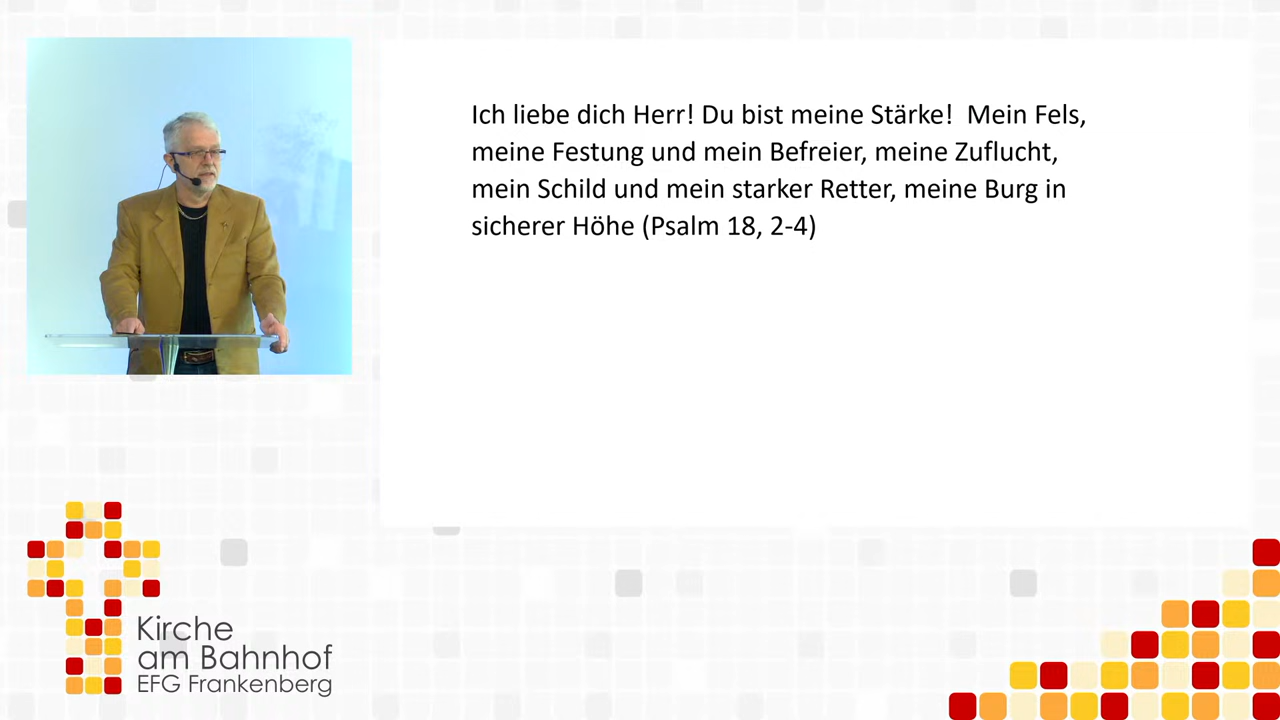 Ich liebe dich Herr! Du bist meine Stärke!  Mein Fels,
meine Festung und mein Befreier, meine Zuflucht,
mein Schild und mein starker Retter, meine Burg in
sicherer Höhe (Psalm 18, 2-4)
Kirche
am Bahnhof
EFG Frankenberg